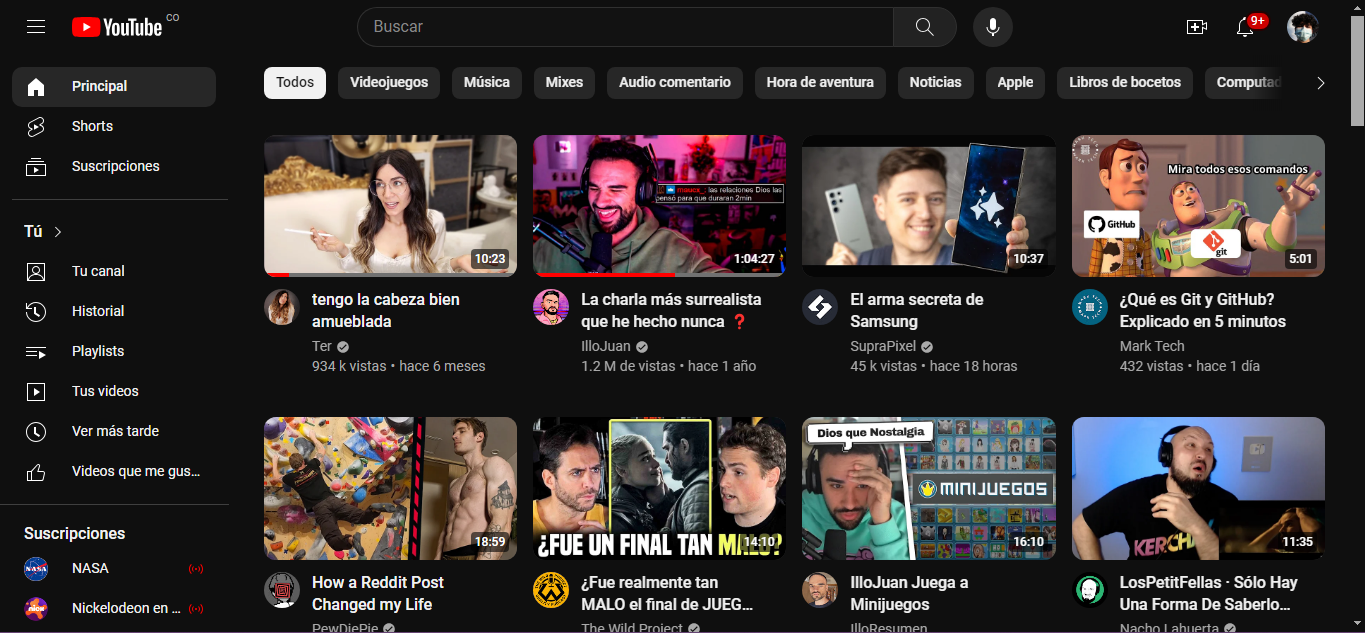 YouTube CO
Buscar
9+
Principal
Shorts
Suscripciones
Tú
Tu canal
Historial
Playlists
Tus videos
Ver más tarde
Videos que me gus...
Suscripciones
NASA
Nickelodeon en ...
Todos
Videojuegos
Música
Mixes
Audio comentario
Hora de aventura
Noticias
Apple
Libros de bocetos
Computad
10:23
tengo la cabeza bien
amueblada
Ter
934 k vistas • hace 6 meses
maucx_: las relaciones Dios las
pensó para que duraran 2min
1:04:27
La charla más surrealista
que he hecho nunca ❓
IlloJuan
1.2 M de vistas • hace 1 año
10:37
El arma secreta de
Samsung
SupraPixel
45 k vistas • hace 18 horas
Mira todos esos comandos
GitHub
git
5:01
¿Qué es Git y GitHub?
Explicado en 5 minutos
Mark Tech
432 vistas • hace 1 día
18:59
How a Reddit Post
Changed my Life
PewDiePie
¿FUE UN FINAL TAN MALO?
14:10
¿Fue realmente tan
MALO el final de JUEG...
The Wild Project
Dios que Nostalgia
MINIJUEGOS
16:10
IlloJuan Juega a
Minijuegos
IlloResumen
KERCH
11:35
LosPetitFellas · Sólo Hay
Una Forma De Saberlo...
Nacho Lahuerta